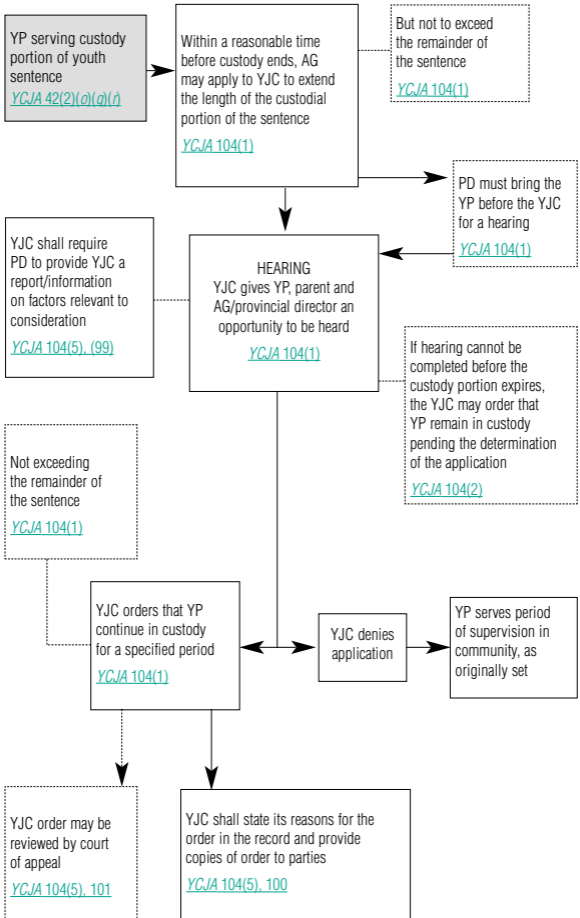 YP serving custody
portion of youth
sentence
YCJA 42(2)(o)(q)(r)
Within a reasonable time
before custody ends, AG
may apply to YJC to extend
the length of the custodial
portion of the sentence
YCJA 104(1)
But not to exceed
the remainder of
the sentence
YCJA 104(1)
PD must bring the
YP before the YJC
for a hearing
YCJA 104(1)
YJC shall require
PD to provide YJC a
report/information
on factors relevant to
consideration
YCJA 104(5), (99)
HEARING
YJC gives YP, parent and
AG/provincial director an
opportunity to be heard
YCJA 104(1)
If hearing cannot be
completed before the
custody portion expires,
the YJC may order that
YP remain in custody
pending the determination
of the application
YCJA 104(2)
Not exceeding
the remainder of
the sentence
YCJA 104(1)
YJC orders that YP
continue in custody
for a specified period
YCJA 104(1)
YJC denies
application
YP serves period
of supervision in
community, as
originally set
YJC order may be
reviewed by court
of appeal
YCJA 104(5), 101
YJC shall state its reasons for the
order in the record and provide
copies of order to parties
YCJA 104(5), 100